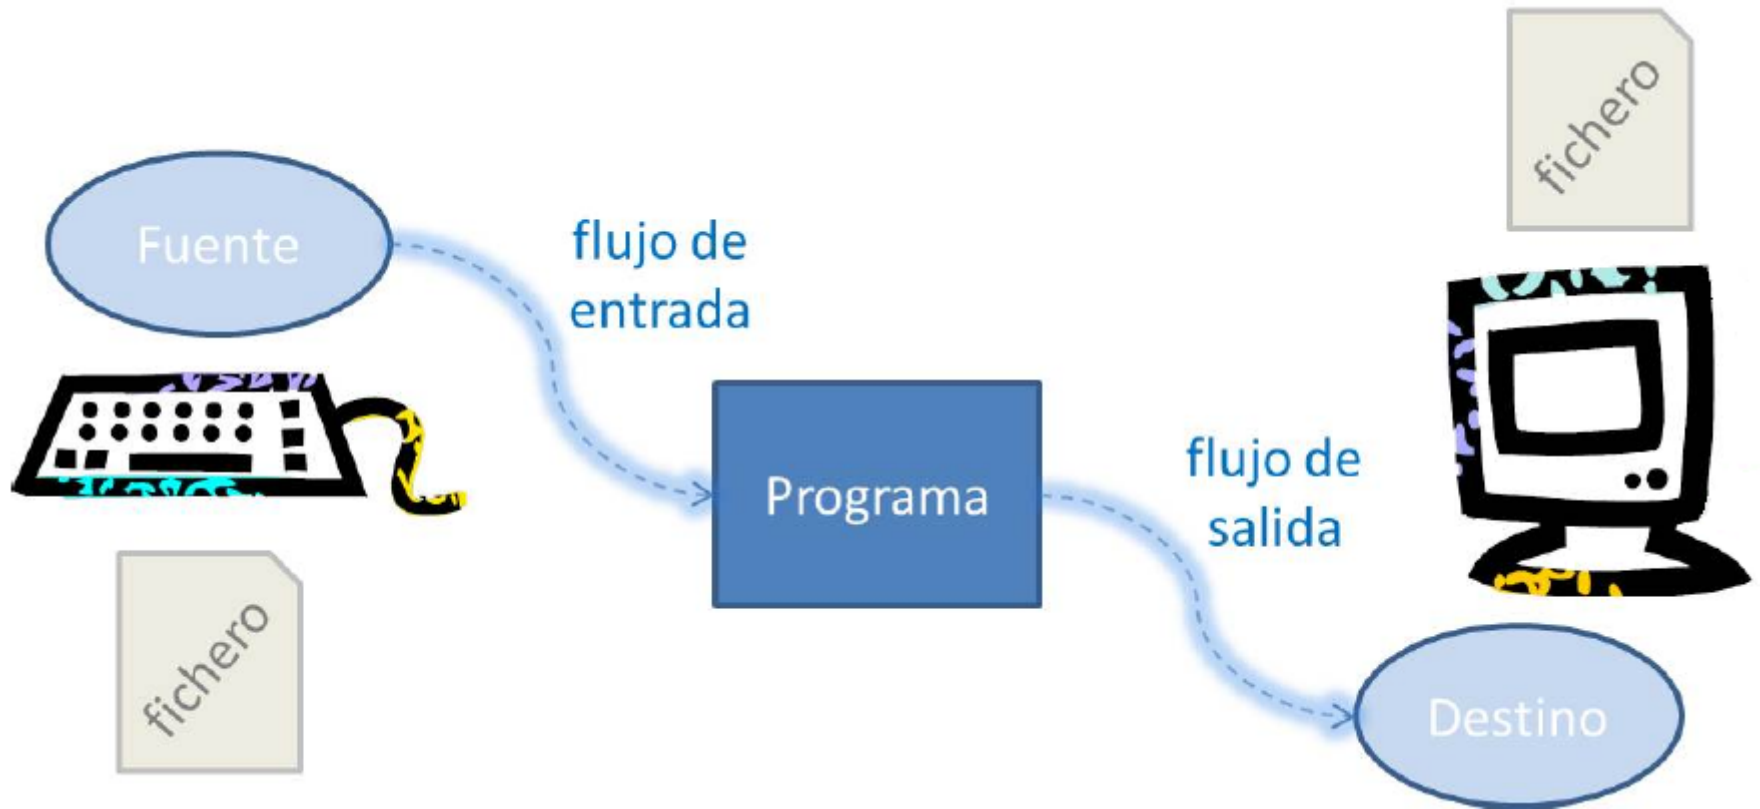 fichero
Fuente
flujo de
entrada
Programa
flujo de
salida
fichero
Destino